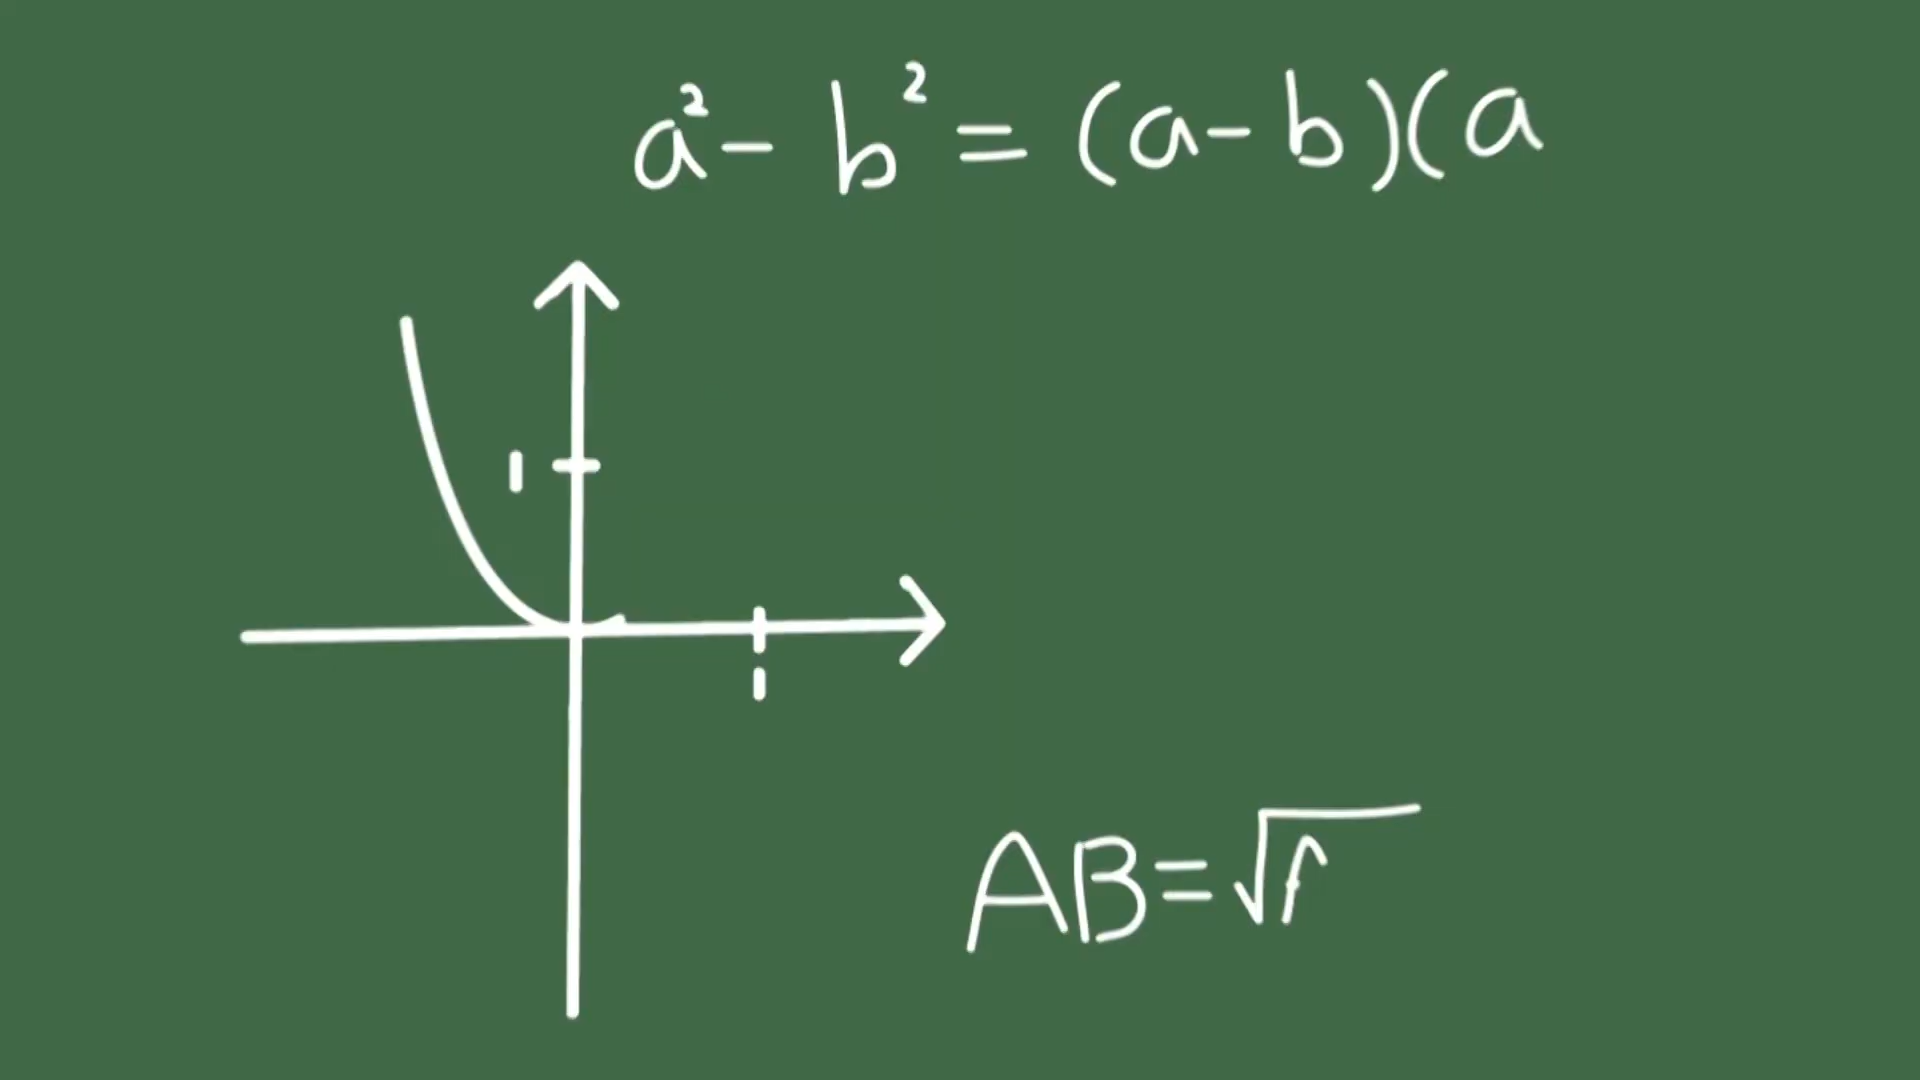 a² - b² = (a - b)(a
1
1
AB = √r